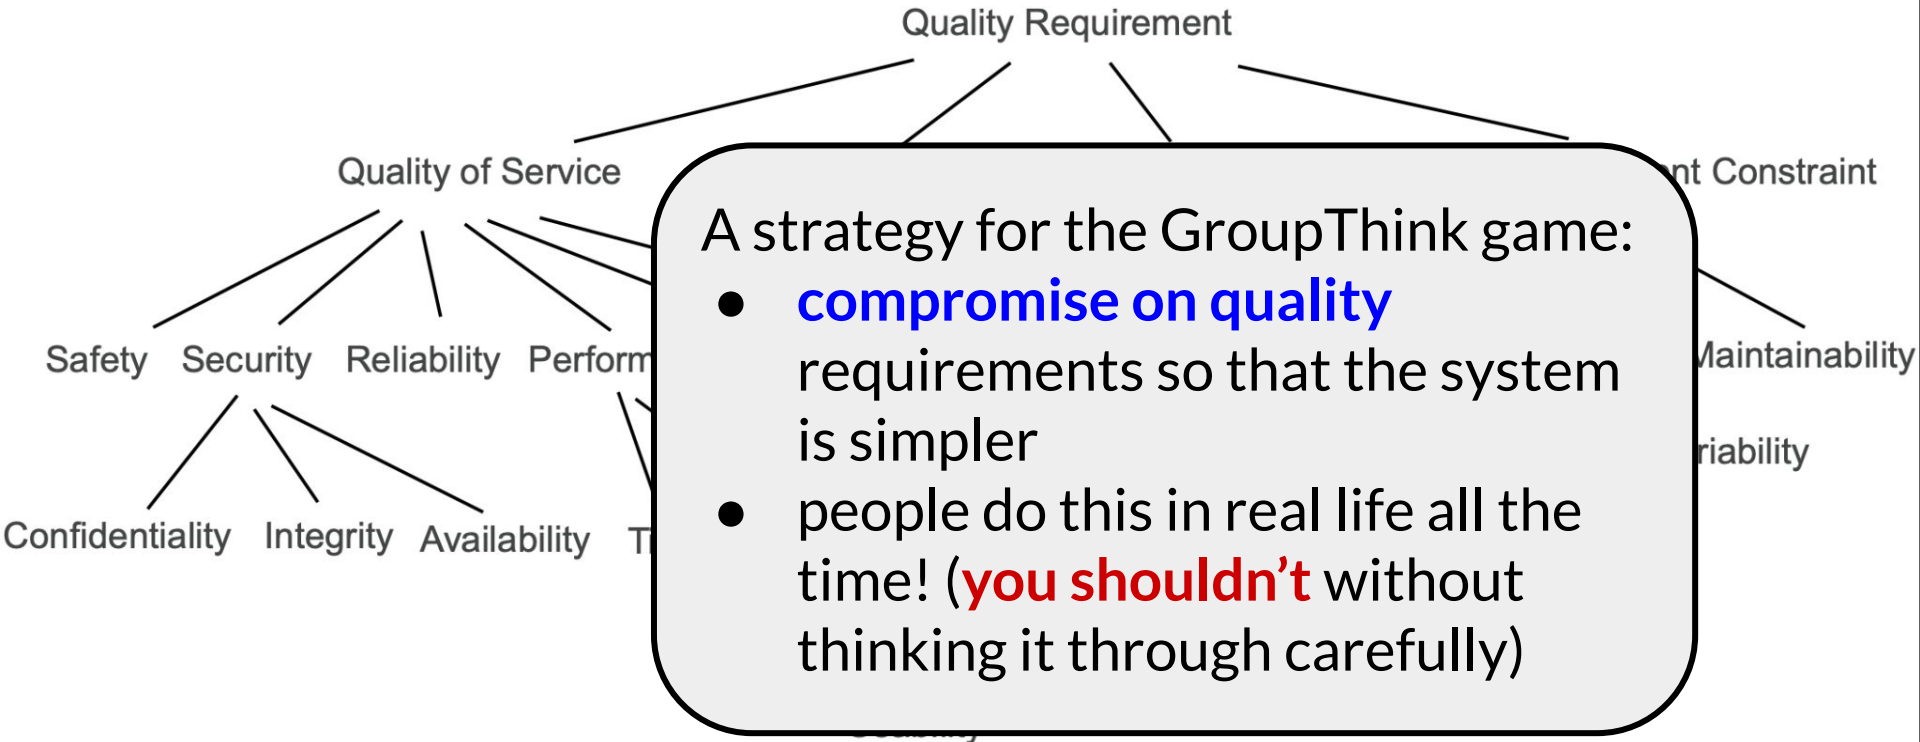 Quality Requirement
Quality of Service
nt Constraint
A strategy for the GroupThink game:
● compromise on quality
requirements so that the system
is simpler
● people do this in real life all the
time! (you shouldn’t without
thinking it through carefully)
Safety Security Reliability Perform
Maintainability
riability
Confidentiality Integrity Availability